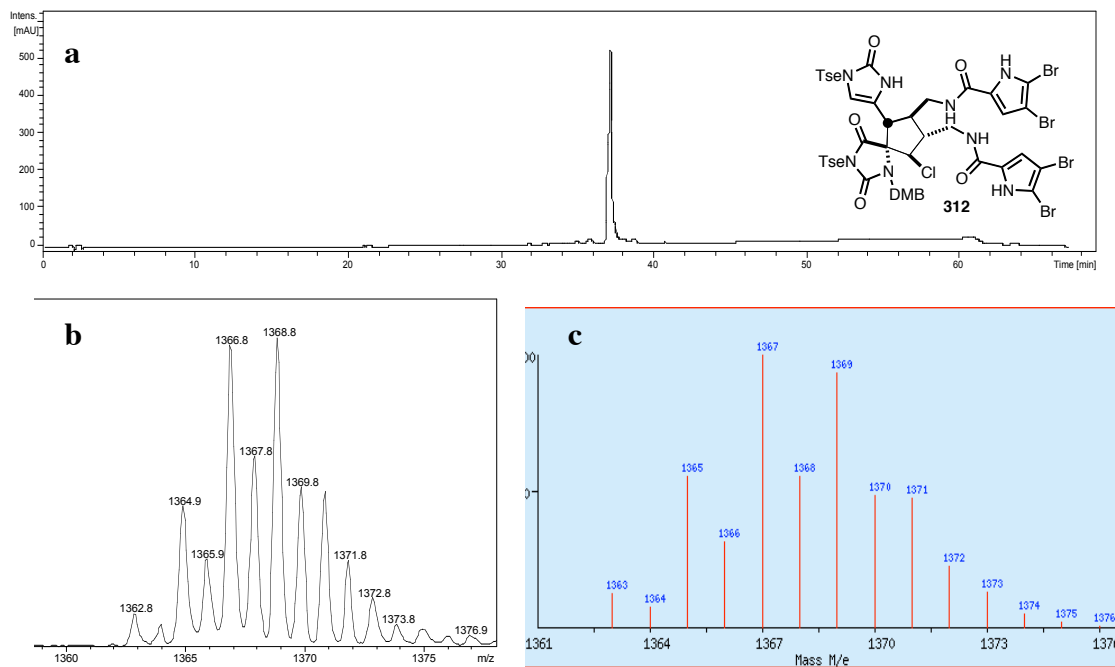 Intens.
[mAU]
a
500
400
300
200
100
0
0
10
20
30
40
50
60
Time [min]
O
TseN
NH
O
N
H
H
N
Br
Br
O
TseN
N
O
DMB
Cl
NH
O
HN
Br
Br
312
b
1362.8
1364.9
1365.9
1366.8
1367.8
1368.8
1369.8
1371.8
1372.8
1373.8
1376.9
1360
1365
1370
1375
m/z
c
00
0
1363
1364
1365
1366
1367
1368
1369
1370
1371
1372
1373
1374
1375
1376
1361
1364
1367
1370
1373
Mass M/e